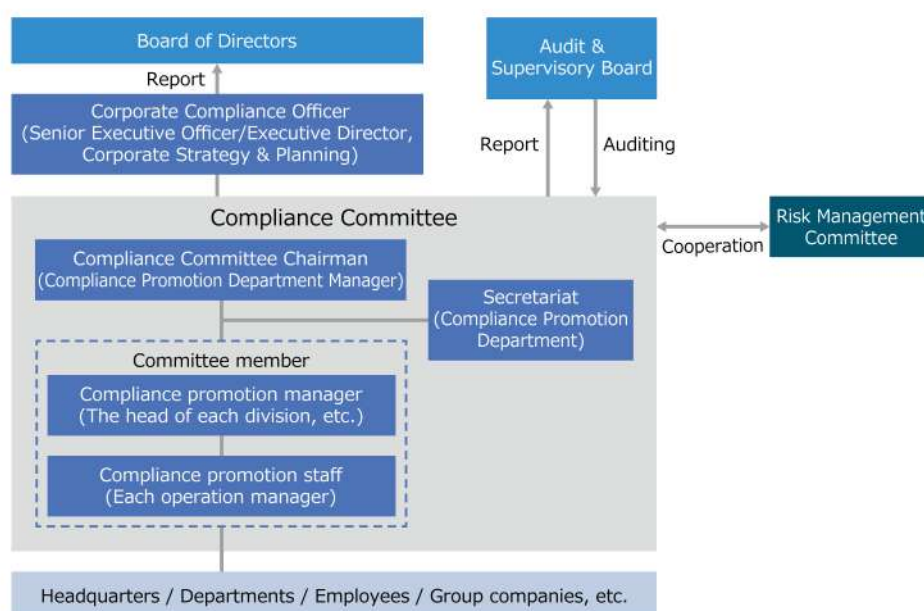 Board of Directors
Audit &
Supervisory Board
Report
Corporate Compliance Officer
(Senior Executive Officer/Executive Director,
Corporate Strategy & Planning)
Report
Auditing
Compliance Committee
Risk Management
Committee
Cooperation
Compliance Committee Chairman
(Compliance Promotion Department Manager)
Secretariat
(Compliance Promotion
Department)
Committee member
Compliance promotion manager
(The head of each division, etc.)
Compliance promotion staff
(Each operation manager)
Headquarters / Departments / Employees / Group companies, etc.